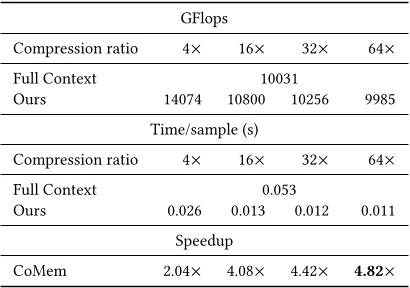 GFlops
Compression ratio 4× 16× 32× 64×
Full Context 10031
Ours 14074 10800 10256 9985
Time/sample (s)
Compression ratio 4× 16× 32× 64×
Full Context 0.053
Ours 0.026 0.013 0.012 0.011
Speedup
CoMem 2.04× 4.08× 4.42× 4.82×